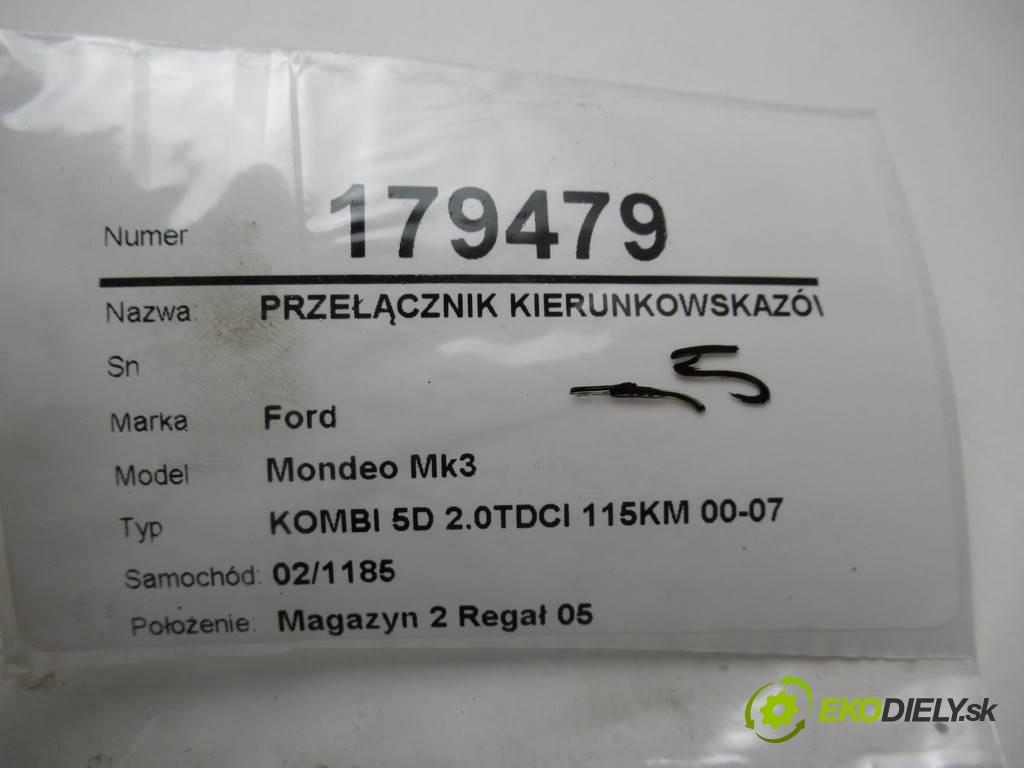 Numer 179479
Nazwa: PRZEŁĄCZNIK KIERUNKOWSKAZÓ
Sn
-5
Marka Ford
Model Mondeo Mk3
Typ KOMBI 5D 2.0TDCI 115KM 00-07
Samochód: 02/1185
Położenie: Magazyn 2 Regał 05
EKODIELY.sk